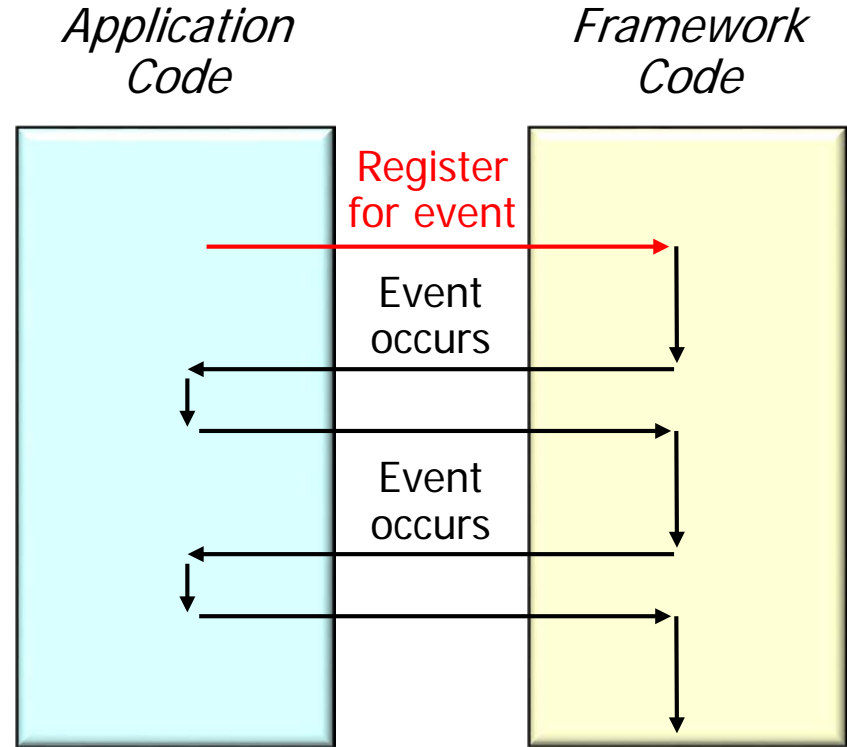 Application
Code
Framework
Code
Register
for event
Event
occurs
Event
occurs